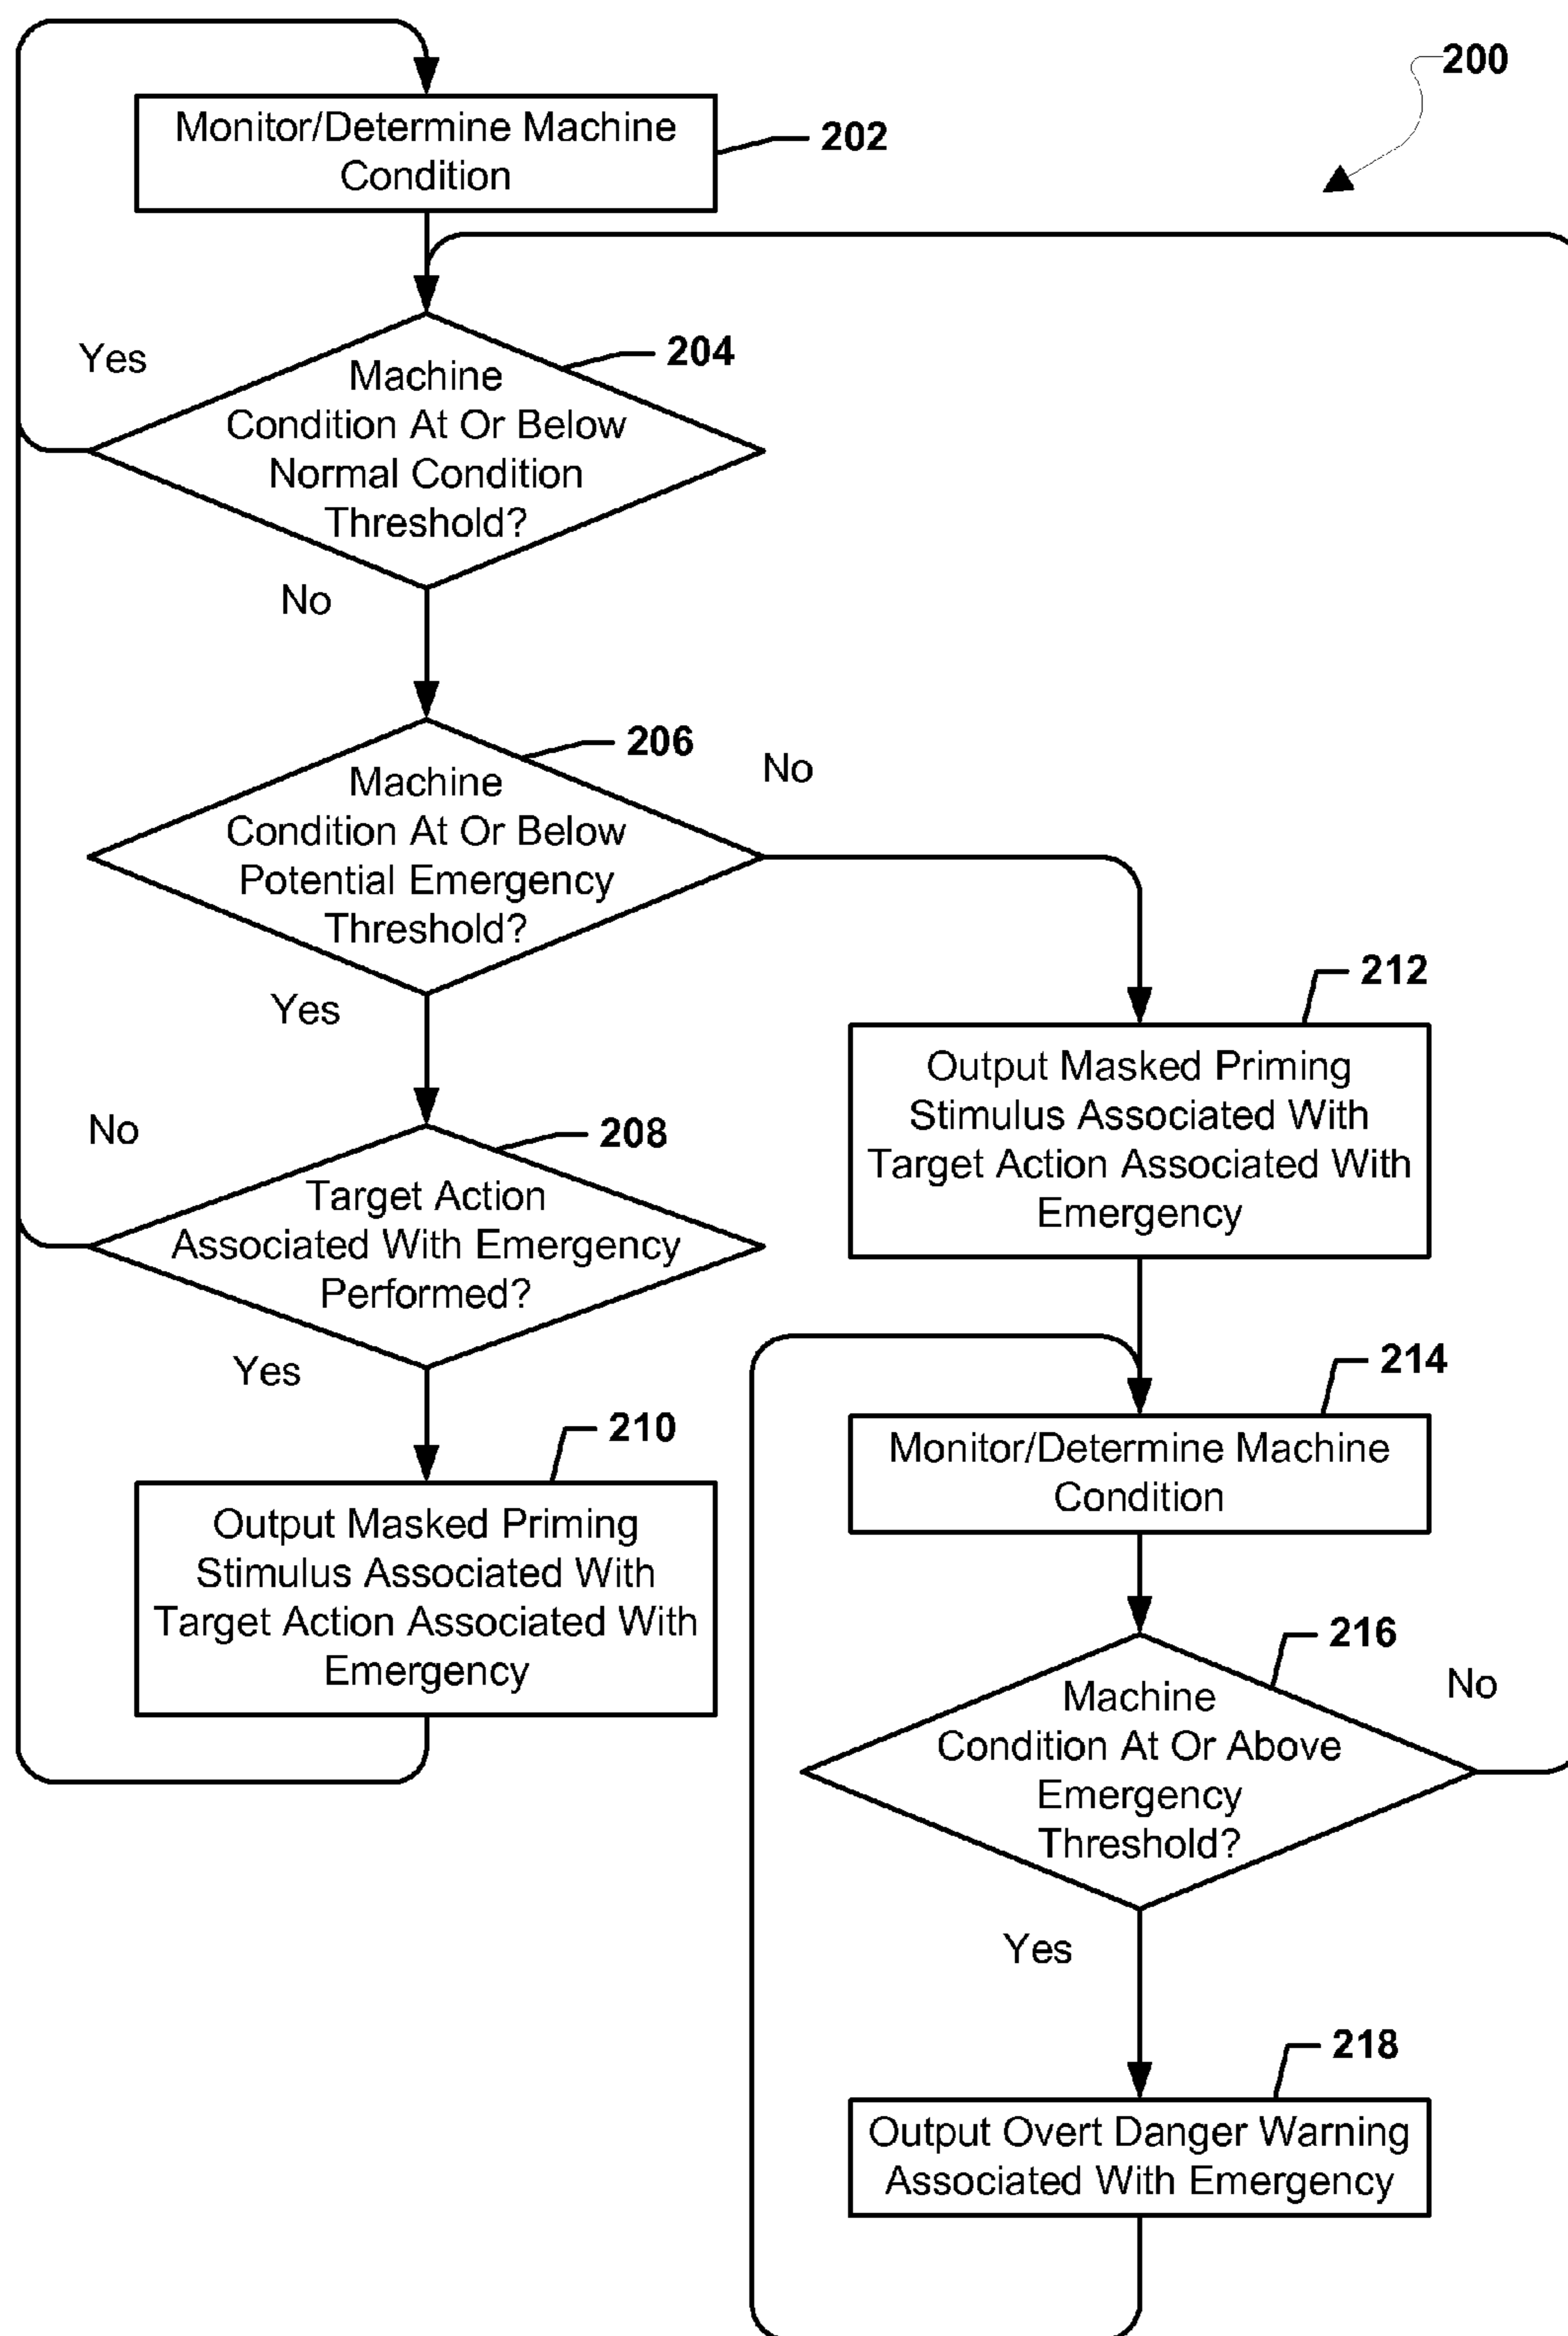 200
Monitor/Determine Machine
Condition
202
Yes
204
Machine
Condition At Or Below
Normal Condition
Threshold?
No
206
No
Machine
Condition At Or Below
Potential Emergency
Threshold?
Yes
212
Output Masked Priming
Stimulus Associated With
Target Action Associated With
Emergency
No
208
Target Action
Associated With Emergency
Performed?
Yes
210
Output Masked Priming
Stimulus Associated With
Target Action Associated With
Emergency
214
Monitor/Determine Machine
Condition
216
No
Machine
Condition At Or Above
Emergency
Threshold?
Yes
218
Output Overt Danger Warning
Associated With Emergency